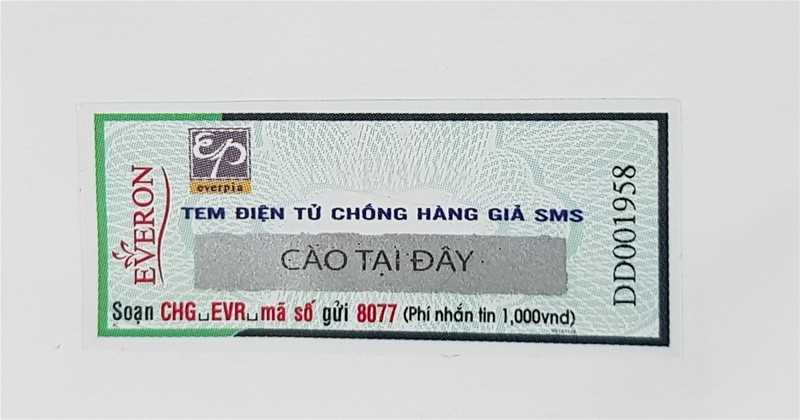 ep
everpia
EVERON
TEM ĐIỆN TỬ CHỐNG HÀNG GIẢ SMS
CÀO TẠI ĐÂY
Soạn CHG␣EVR␣mã số gửi 8077 (Phí nhắn tin 1,000vnd)
DD001958